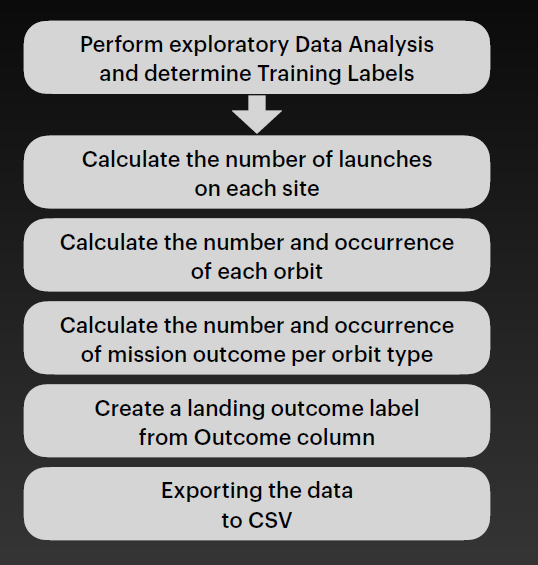 Perform exploratory Data Analysis
and determine Training Labels
Calculate the number of launches
on each site
Calculate the number and occurrence
of each orbit
Calculate the number and occurrence
of mission outcome per orbit type
Create a landing outcome label
from Outcome column
Exporting the data
to CSV